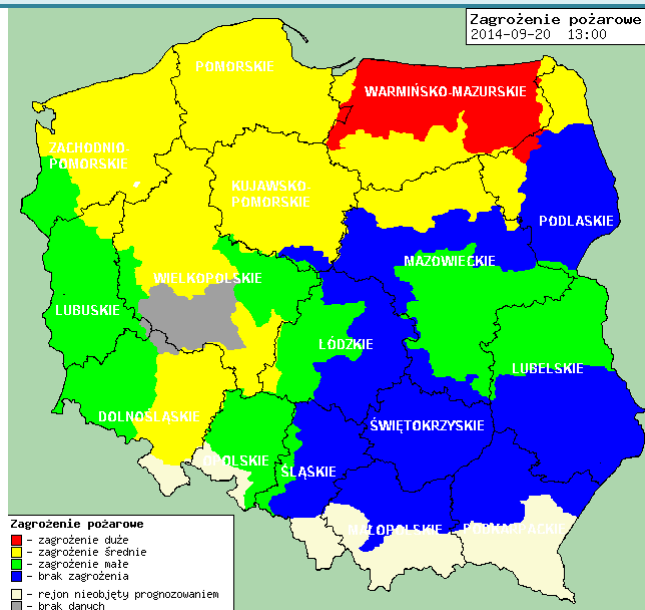 Zagrożenie pożarowe
2014-09-20 13:00
POMORSKIE
WARMIŃSKO-MAZURSKIE
ZACHODNIO-
POMORSKIE
KUJAWSKO-
POMORSKIE
PODLASKIE
MAZOWIECKIE
WIELKOPOLSKIE
LUBUSKIE
ŁÓDZKIE
LUBELSKIE
DOLNOŚLĄSKIE
ŚWIĘTOKRZYSKIE
OPOLSKIE
ŚLĄSKIE
MAŁOPOLSKIE
PODKARPACKIE
Zagrożenie pożarowe
- zagrożenie duże
- zagrożenie średnie
- zagrożenie małe
- brak zagrożenia
- rejon nieobjęty prognozowaniem
- brak danych